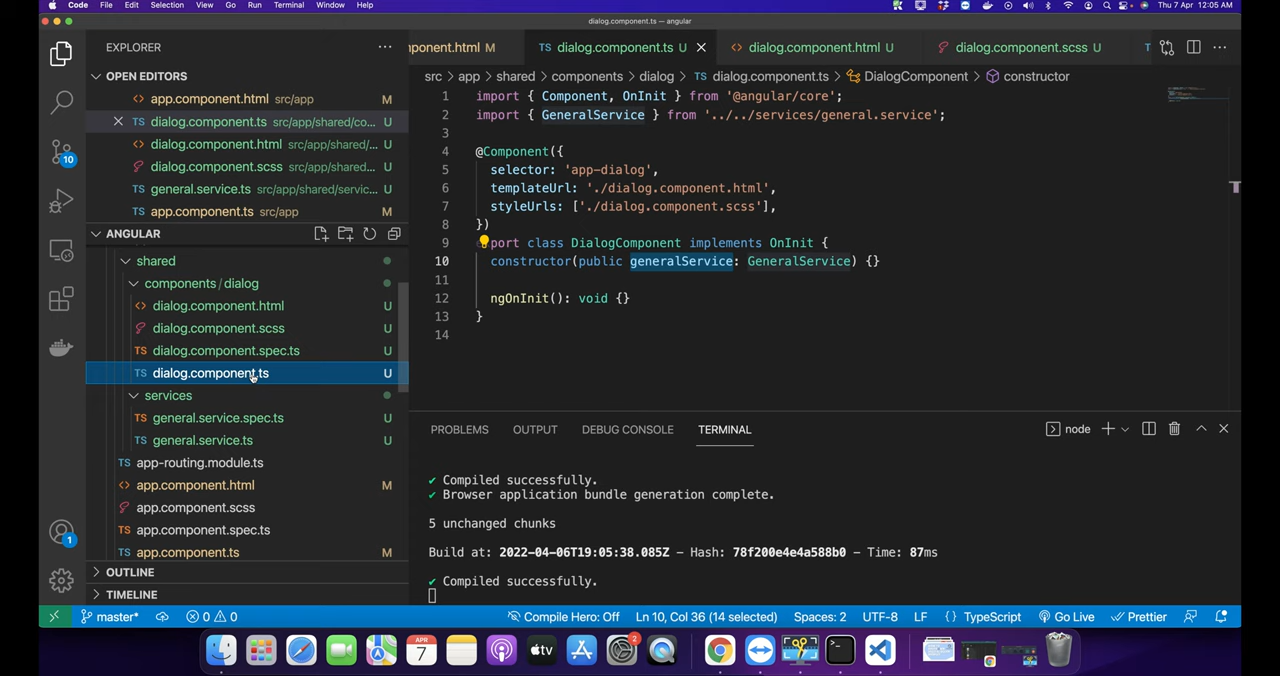 Code File Edit Selection View Go Run Terminal Window Help
Thu 7 Apr 12:05 AM
dialog.component.ts — angular
EXPLORER
OPEN EDITORS
app.component.html src/app M
dialog.component.ts src/app/shared/co... U
dialog.component.html src/app/shared/... U
dialog.component.scss src/app/shared... U
general.service.ts src/app/shared/servic... U
app.component.ts src/app M
ANGULAR
shared
components / dialog
dialog.component.html U
dialog.component.scss U
dialog.component.spec.ts U
dialog.component.ts U
services
general.service.spec.ts U
general.service.ts U
app-routing.module.ts
app.component.html M
app.component.scss
app.component.spec.ts
app.component.ts M
OUTLINE
TIMELINE
10
1
ponent.html M
TS dialog.component.ts U
dialog.component.html U
dialog.component.scss U
src > app > shared > components > dialog > TS dialog.component.ts > DialogComponent > constructor
1 import { Component, OnInit } from '@angular/core';
2 import { GeneralService } from '../../services/general.service';
3
4 @Component({
5 selector: 'app-dialog',
6 templateUrl: './dialog.component.html',
7 styleUrls: ['./dialog.component.scss'],
8 })
9 port class DialogComponent implements OnInit {
10 constructor(public generalService: GeneralService) {}
11
12 ngOnInit(): void {}
13 }
14
PROBLEMS OUTPUT DEBUG CONSOLE TERMINAL
node
✔ Compiled successfully.
✔ Browser application bundle generation complete.
5 unchanged chunks
Build at: 2022-04-06T19:05:38.085Z - Hash: 78f200e4e4a588b0 - Time: 87ms
✔ Compiled successfully.
master* 0 0 Compile Hero: Off Ln 10, Col 36 (14 selected) Spaces: 2 UTF-8 LF {} TypeScript Go Live Prettier
APR
7
tv
2